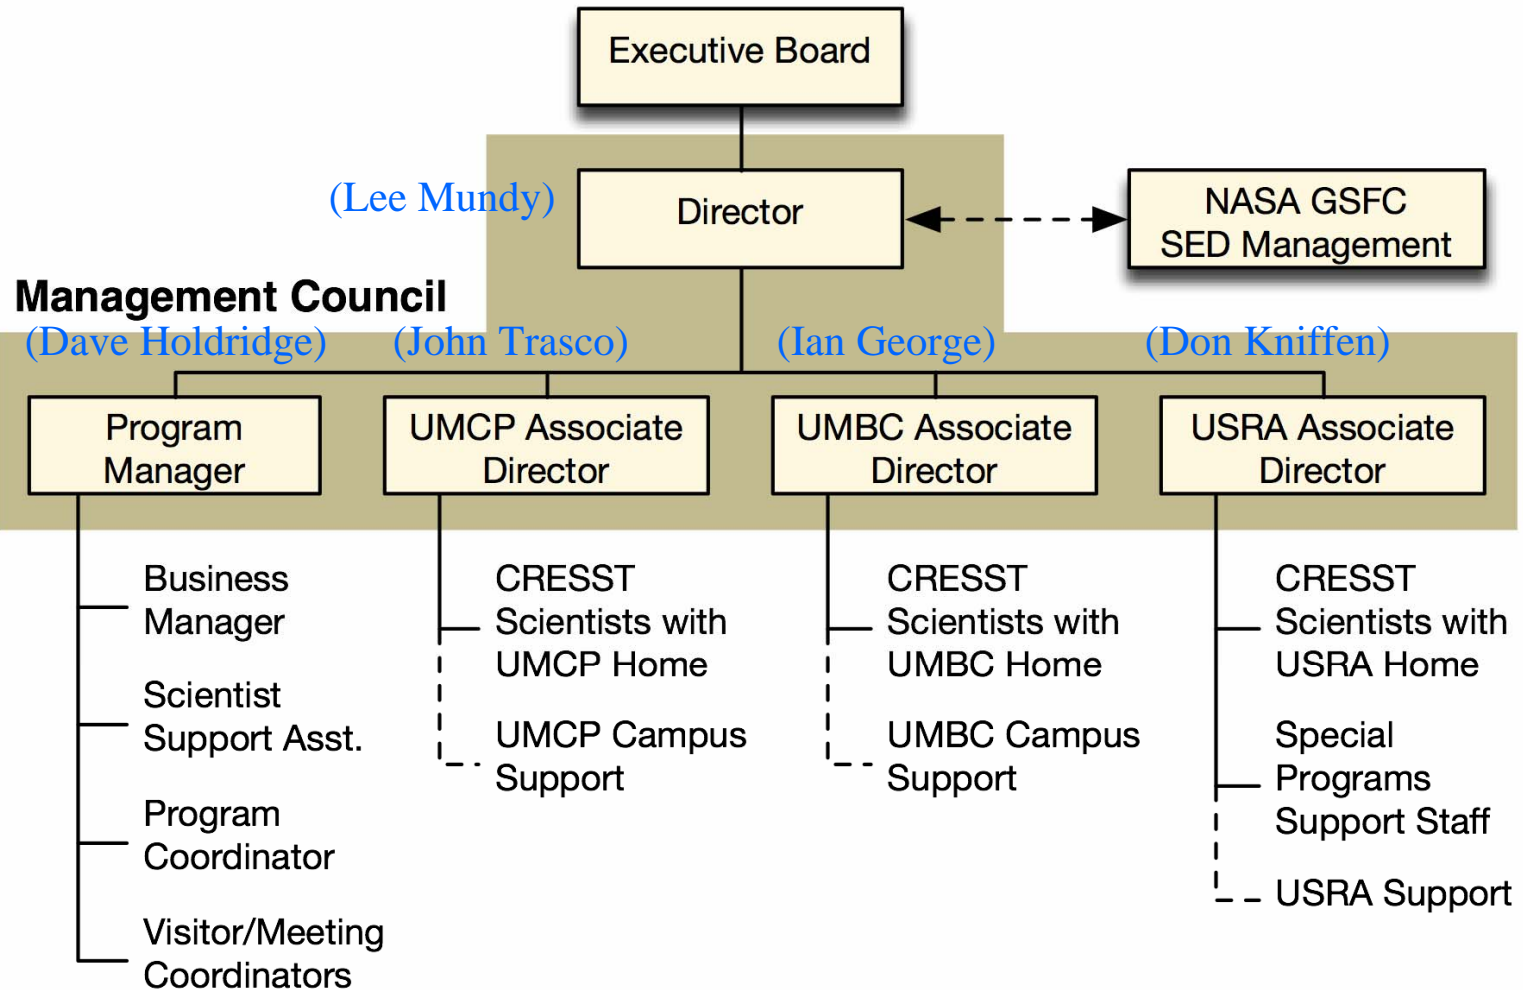 Executive Board
(Lee Mundy)
Director
NASA GSFC
SED Management
Management Council
(Dave Holdridge)
(John Trasco)
(Ian George)
(Don Kniffen)
Program
Manager
UMCP Associate
Director
UMBC Associate
Director
USRA Associate
Director
Business
Manager
Scientist
Support Asst.
Program
Coordinator
Visitor/Meeting
Coordinators
CRESST
Scientists with
UMCP Home
UMCP Campus
Support
CRESST
Scientists with
UMBC Home
UMBC Campus
Support
CRESST
Scientists with
USRA Home
Special
Programs
Support Staff
USRA Support